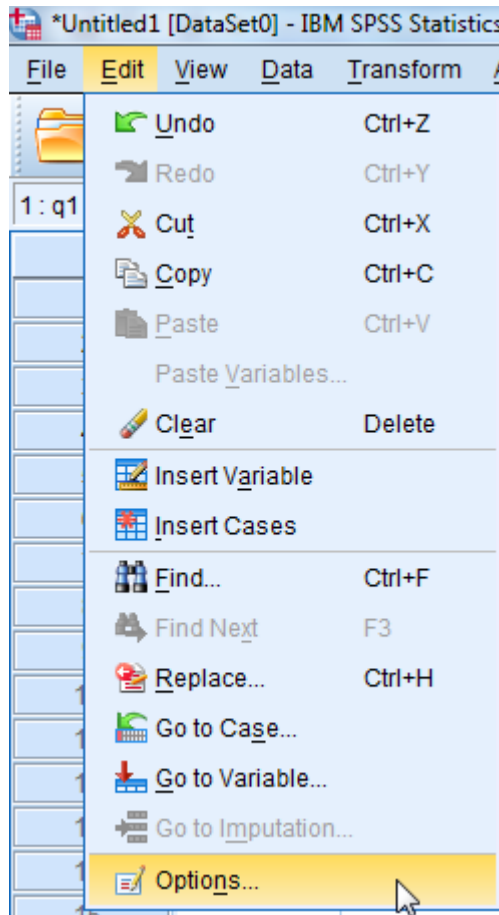 *Untitled1 [DataSet0] - IBM SPSS Statistics
File Edit View Data Transform
1 : q1
Undo Ctrl+Z
Redo Ctrl+Y
Cut Ctrl+X
Copy Ctrl+C
Paste Ctrl+V
Paste Variables...
Clear Delete
Insert Variable
Insert Cases
Find... Ctrl+F
Find Next F3
Replace... Ctrl+H
Go to Case...
Go to Variable...
Go to Imputation...
Options...